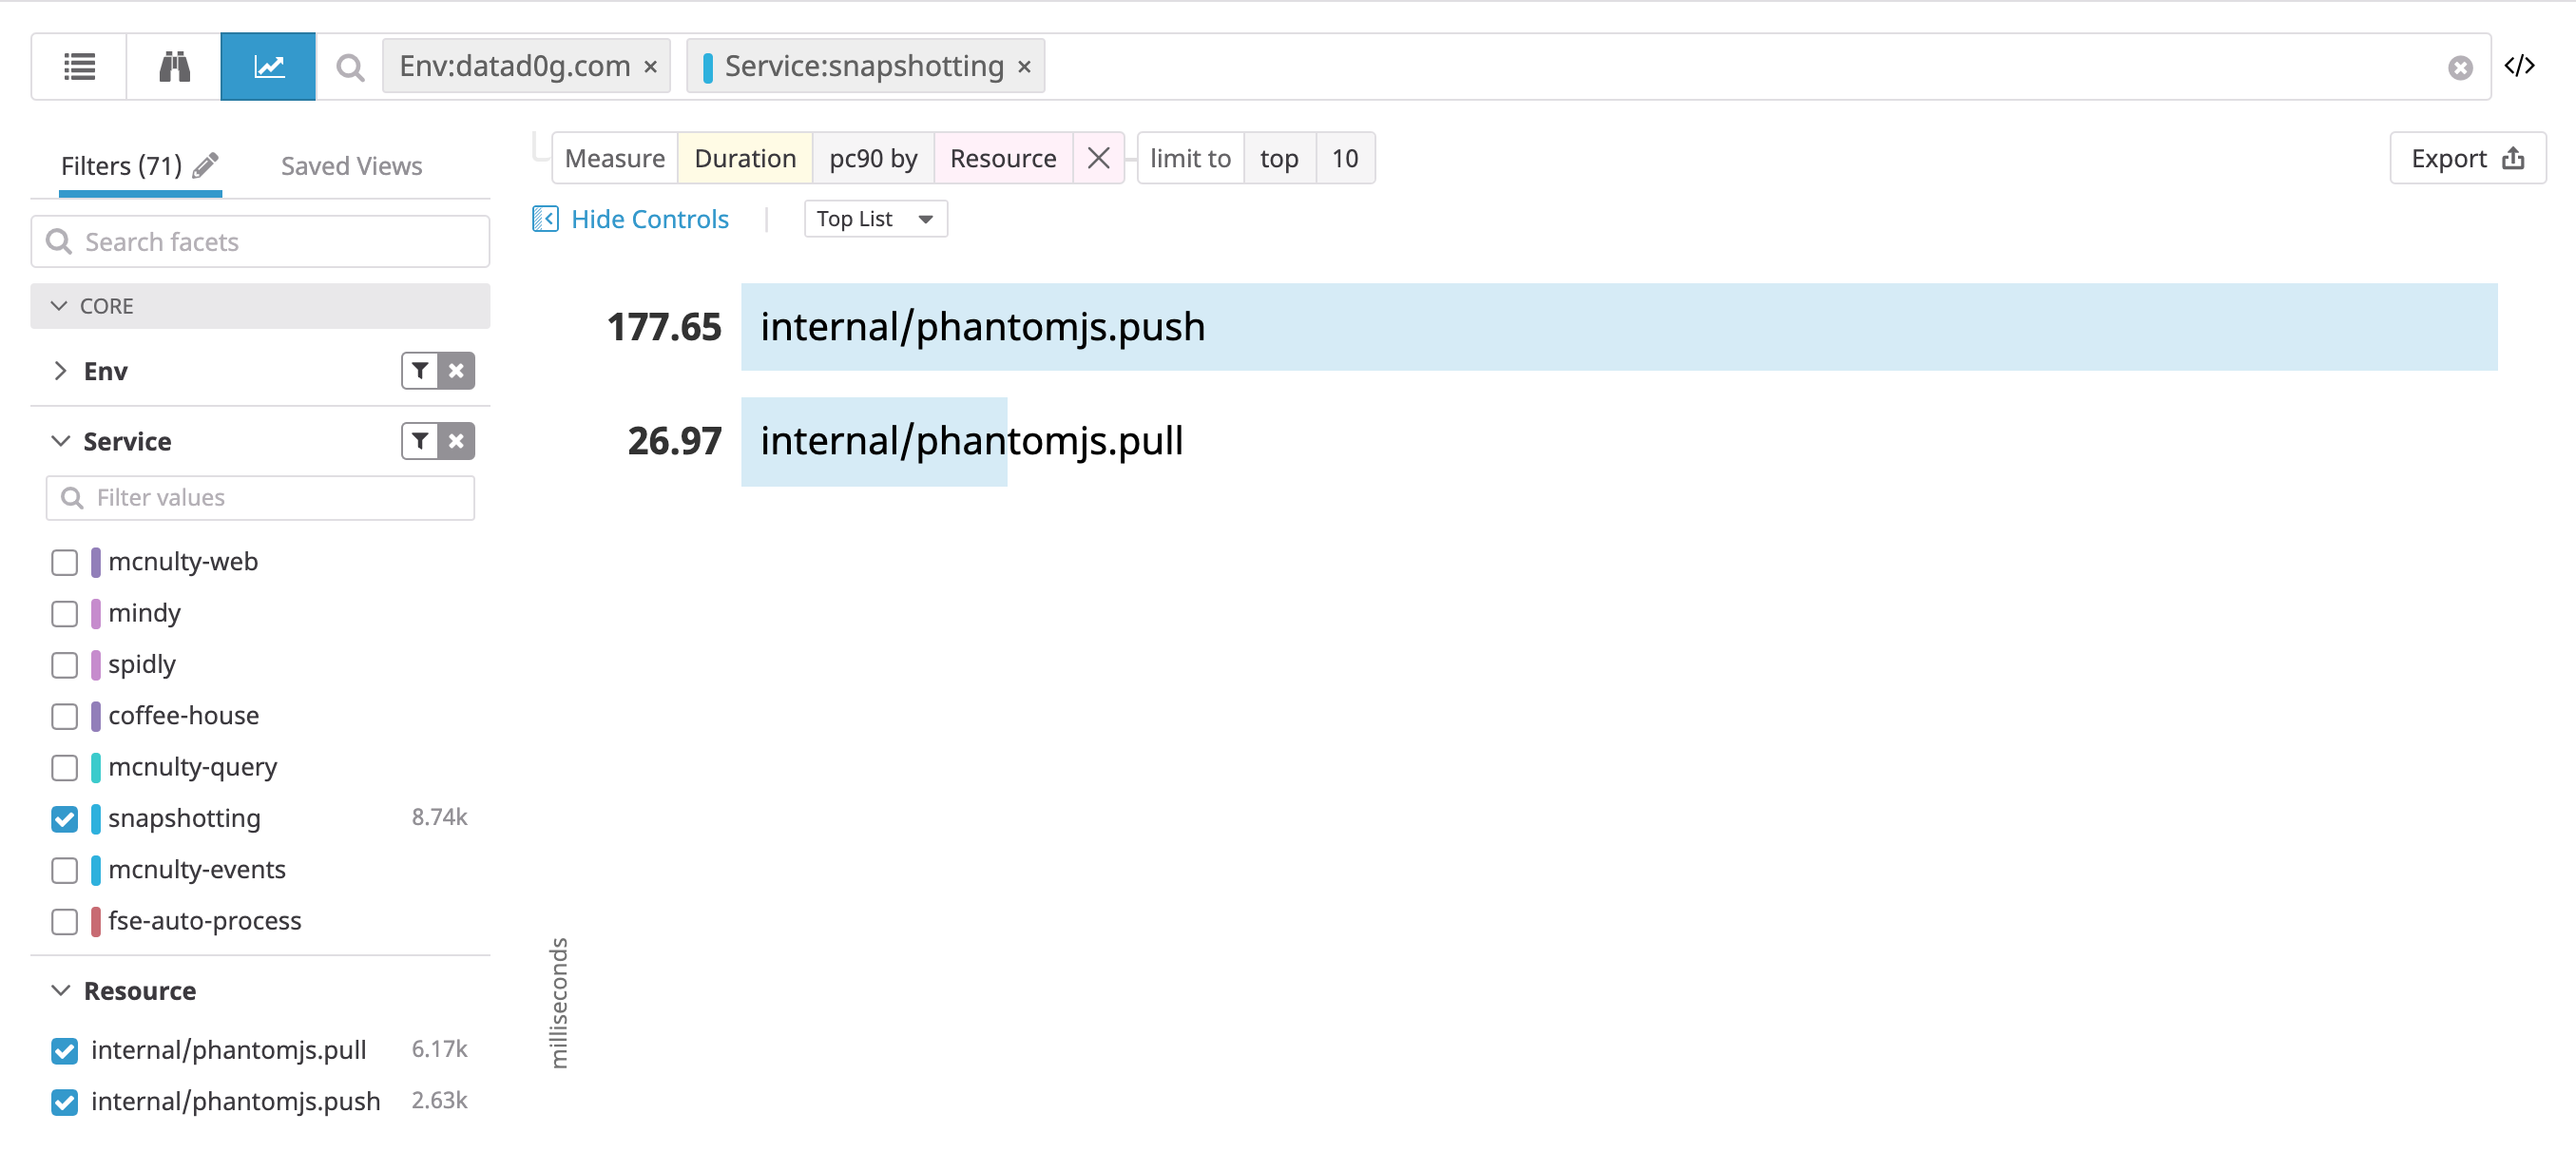 Env:datad0g.com × Service:snapshotting × </>
Filters (71) Saved Views
Measure Duration pc90 by Resource limit to top 10 Export
Hide Controls Top List
Search facets
CORE
Env
Service
Filter values
mcnulty-web
mindy
spidly
coffee-house
mcnulty-query
snapshotting 8.74k
mcnulty-events
fse-auto-process
Resource
internal/phantomjs.pull 6.17k
internal/phantomjs.push 2.63k
177.65 internal/phantomjs.push
26.97 internal/phantomjs.pull
milliseconds